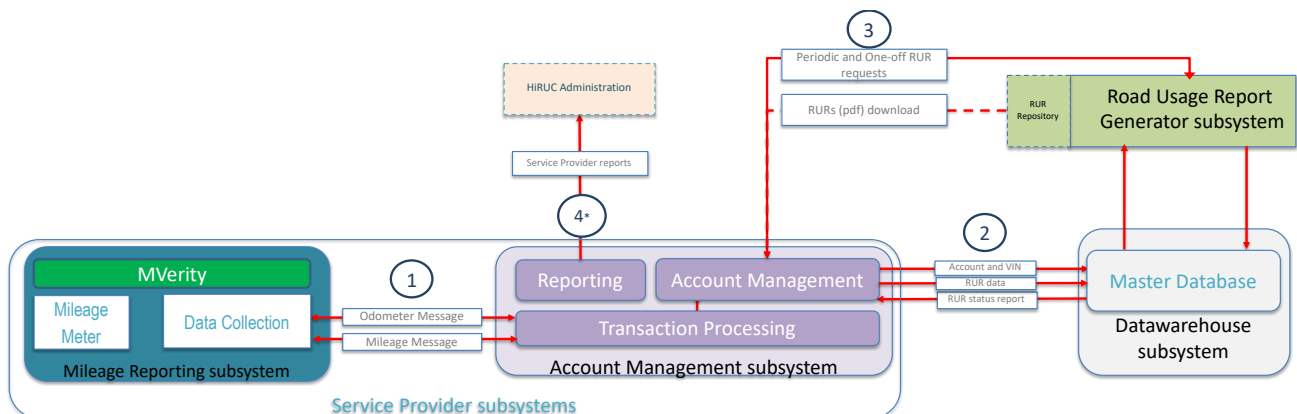 3
Periodic and One-off RUR
requests
HiRUC Administration
RURs (pdf) download
RUR
Repository
Road Usage Report
Generator subsystem
Service Provider reports
4*
2
MVerity
1
Reporting
Account Management
Account and VIN
RUR data
RUR status report
Master Database
Mileage
Meter
Data Collection
Odometer Message
Mileage Message
Transaction Processing
Datawarehouse
subsystem
Mileage Reporting subsystem
Account Management subsystem
Service Provider subsystems